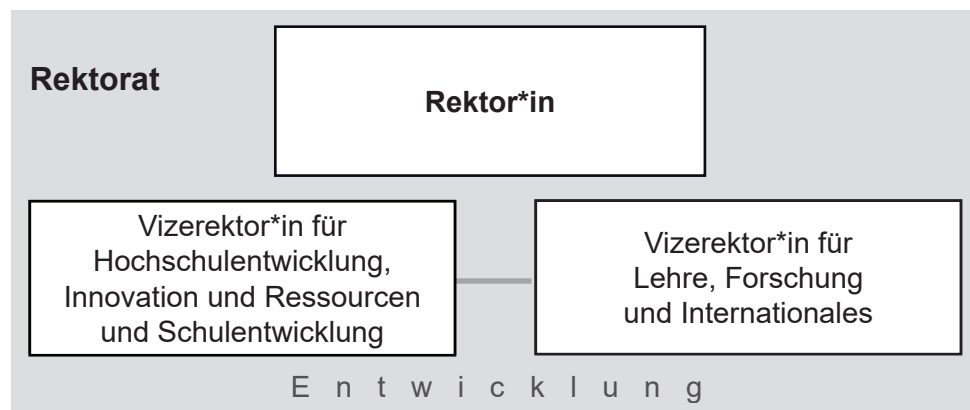 Rektorat
Rektor*in
Vizerektor*in für
Hochschulentwicklung,
Innovation und Ressourcen
und Schulentwicklung
Vizerektor*in für
Lehre, Forschung
und Internationales
Entwicklung